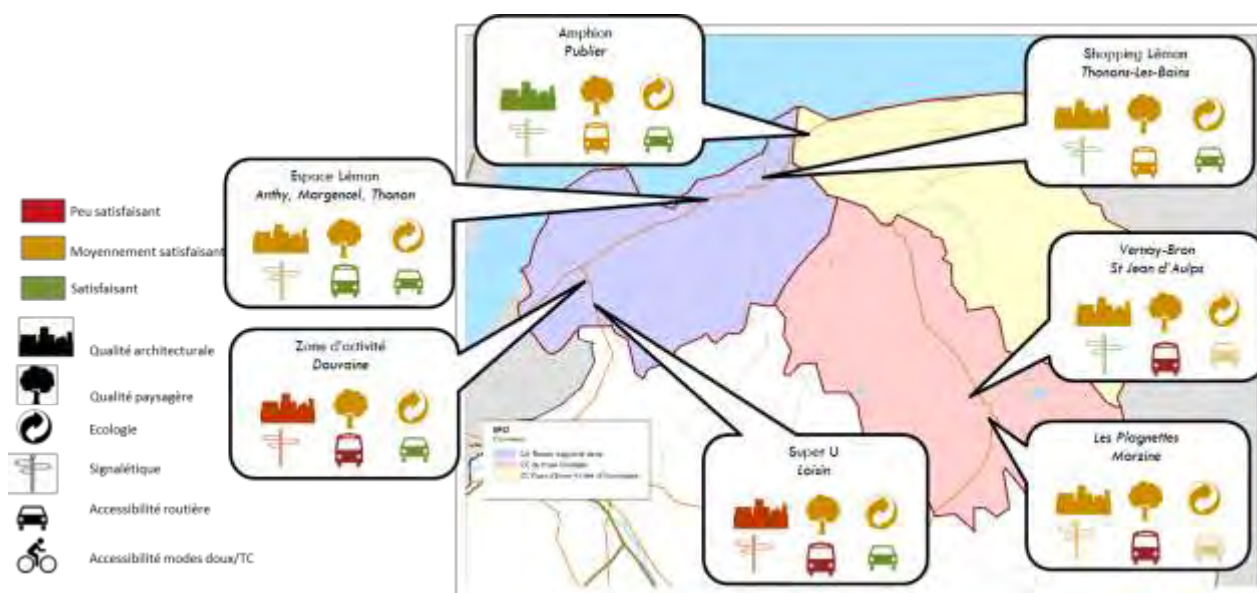 Amphion
Publier
Shopping Léman
Thonons-Les-Bains
Espace Léman
Anthy, Margencel, Thonon
Peu satisfaisant
Moyennement satisfaisant
Satisfaisant
Vernay-Bron
St Jean d'Aulps
Qualité architecturale
Zone d'activité
Douvaine
Qualité paysagère
Ecologie
Signalétique
Super U
Loisin
Les Plagnettes
Morzine
Accessibilité routière
Accessibilité modes doux/TC